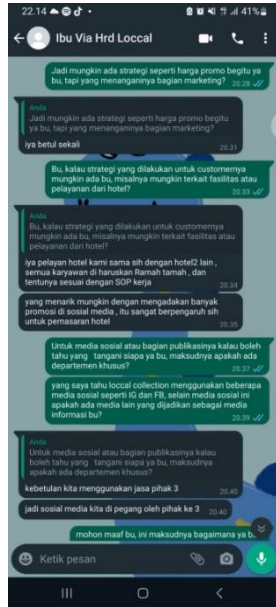 22.14
41%
Ibu Via Hrd Loccal
Jadi mungkin ada strategi seperti harga promo begitu ya
bu, tapi yang menanganinya bagian marketing? 20.28
Anda
Jadi mungkin ada strategi seperti harga promo begitu
ya bu, tapi yang menanganinya bagian marketing?
iya betul sekali
20.31
Bu, kalau strategi yang dilakukan untuk customernya
mungkin ada bu, misalnya mungkin terkait fasilitas atau
pelayanan dari hotel?
20.33
Anda
Bu, kalau strategi yang dilakukan untuk customernya
mungkin ada bu, misalnya mungkin terkait fasilitas atau
pelayanan dari hotel?
iya pelayan hotel kami sama sih dengan hotel2 lain ,
semua karyawan di haruskan Ramah tamah , dan
tentunya sesuai dengan SOP kerja
20.34
yang menarik mungkin dengan mengadakan banyak
promosi di sosial media , itu sangat berpengaruh sih
untuk pemasaran hotel
20.35
Untuk media sosial atau bagian publikasinya kalau boleh
tahu yang tangani siapa ya bu, maksudnya apakah ada
departemen khusus?
20.37
yang saya tahu loccal collection menggunakan beberapa
media sosial seperti IG dan FB, selain media sosial ini
apakah ada media lain yang dijadikan sebagai media
informasi bu?
20.39
Anda
Untuk media sosial atau bagian publikasinya kalau
boleh tahu yang tangani siapa ya bu, maksudnya
apakah ada departemen khusus?
kebetulan kita menggunakan jasa pihak 3
20.40
jadi sosial media kita di pegang oleh pihak ke 3 20.40
mohon maaf bu, ini maksudnya bagaimana ya b
Ketik pesan